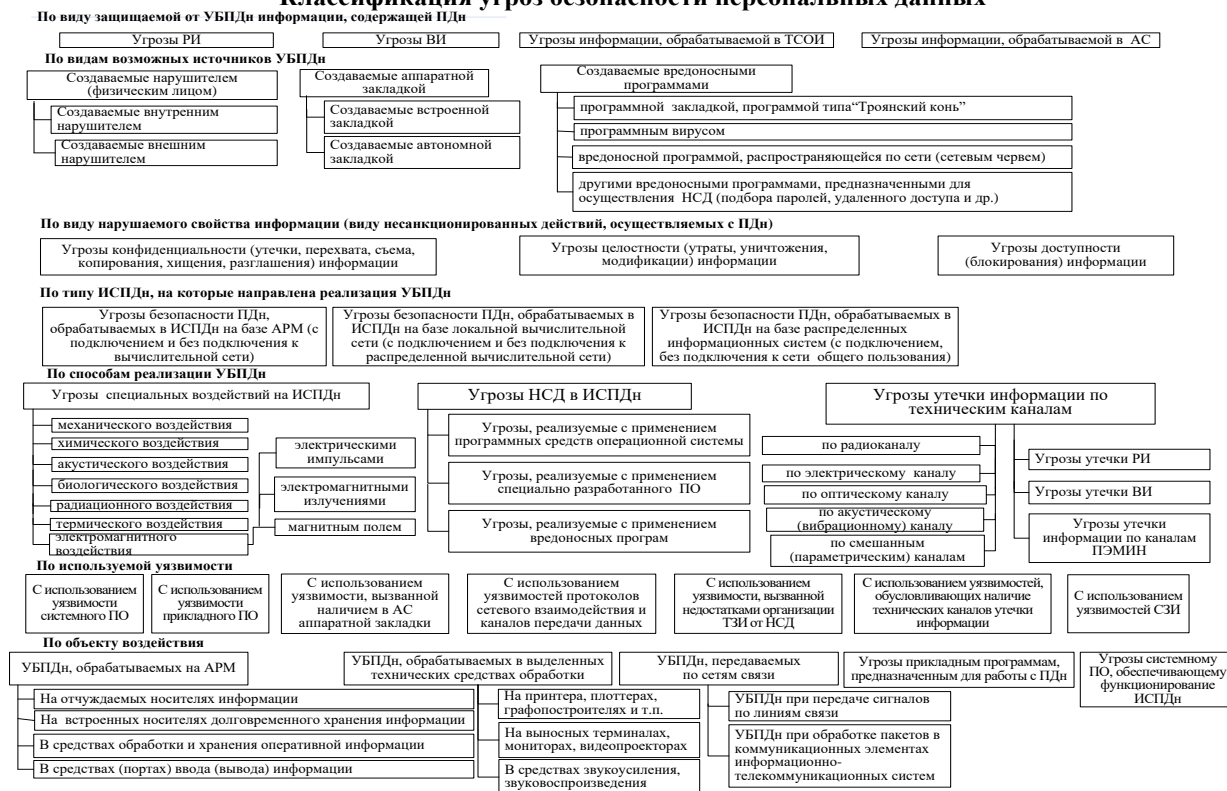 Классификация угроз безопасности персональных данных
По виду защищаемой от УБПДн информации, содержащей ПДн
Угрозы РИ
Угрозы ВИ
Угрозы информации, обрабатываемой в ТСОИ
Угрозы информации, обрабатываемой в АС
По видам возможных источников УБПДн
Создаваемые нарушителем
(физическим лицом)
Создаваемые внутренним
нарушителем
Создаваемые внешним
нарушителем
Создаваемые аппаратной
закладкой
Создаваемые встроенной
закладкой
Создаваемые автономной
закладкой
Создаваемые вредоносными
программами
программной закладкой, программой типа“Троянский конь”
программным вирусом
вредоносной программой, распространяющейся по сети (сетевым червем)
другими вредоносными программами, предназначенными для
осуществления НСД (подбора паролей, удаленного доступа и др.)
По виду нарушаемого свойства информации (виду несанкционированных действий, осуществляемых с ПДн)
Угрозы конфиденциальности (утечки, перехвата, съема,
копирования, хищения, разглашения) информации
Угрозы целостности (утраты, уничтожения,
модификации) информации
Угрозы доступности
(блокирования) информации
По типу ИСПДн, на которые направлена реализация УБПДн
Угрозы безопасности ПДн,
обрабатываемых в ИСПДн на базе АРМ (с
подключением и без подключения к
вычислительной сети)
Угрозы безопасности ПДн, обрабатываемых в
ИСПДн на базе локальной вычислительной
сети (с подключением и без подключения к
распределенной вычислительной сети)
Угрозы безопасности ПДн, обрабатываемых в
ИСПДн на базе распределенных
информационных систем (с подключением,
без подключения к сети общего пользования)
По способам реализации УБПДн
Угрозы специальных воздействий на ИСПДн
механического воздействия
химического воздействия
акустического воздействия
биологического воздействия
радиационного воздействия
термического воздействия
электромагнитного
воздействия
электрическими
импульсами
электромагнитными
излучениями
магнитным полем
Угрозы НСД в ИСПДн
Угрозы, реализуемые с применением
программных средств операционной системы
Угрозы, реализуемые с применением
специально разработанного ПО
Угрозы, реализуемые с применением
вредоносных програм
Угрозы утечки информации по
техническим каналам
по радиоканалу
по электрическому каналу
по оптическому каналу
по акустическому
(вибрационному) каналу
по смешанным
(параметрическим) каналам
Угрозы утечки РИ
Угрозы утечки ВИ
Угрозы утечки
информации по каналам
ПЭМИН
По используемой уязвимости
С использованием
уязвимости
системного ПО
С использованием
уязвимости
прикладного ПО
С использованием
уязвимости, вызванной
наличием в АС
аппаратной закладки
С использованием
уязвимостей протоколов
сетевого взаимодействия и
каналов передачи данных
С использованием
уязвимости, вызванной
недостатками организации
ТЗИ от НСД
С использованием уязвимостей,
обусловливающих наличие
технических каналов утечки
информации
С использованием
уязвимостей СЗИ
По объекту воздействия
УБПДн, обрабатываемых на АРМ
На отчуждаемых носителях информации
На встроенных носителях долговременного хранения информации
В средствах обработки и хранения оперативной информации
В средствах (портах) ввода (вывода) информации
УБПДн, обрабатываемых в выделенных
технических средствах обработки
На принтера, плоттерах,
графопостроителях и т.п.
На выносных терминалах,
мониторах, видеопроекторах
В средствах звукоусиления,
звуковоспроизведения
УБПДн, передаваемых
по сетям связи
УБПДн при передаче сигналов
по линиям связи
УБПДн при обработке пакетов в
коммуникационных элементах
информационно-
телекоммуникационных систем
Угрозы прикладным программам,
предназначенным для работы с ПДн
Угрозы системному
ПО, обеспечивающему
функционирование
ИСПДн